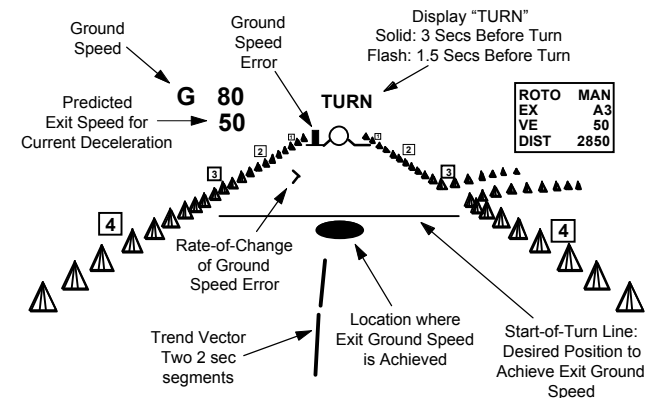 Ground
Speed
Ground
Speed
Error
Display “TURN”
Solid: 3 Secs Before Turn
Flash: 1.5 Secs Before Turn
G 80
50
TURN
Predicted
Exit Speed for
Current Deceleration
ROTO MAN
EX A3
VE 50
DIST 2850
1
1
2
2
3
3
4
4
Rate-of-Change
of Ground
Speed Error
Trend Vector
Two 2 sec
segments
Location where
Exit Ground Speed
is Achieved
Start-of-Turn Line:
Desired Position to
Achieve Exit Ground
Speed